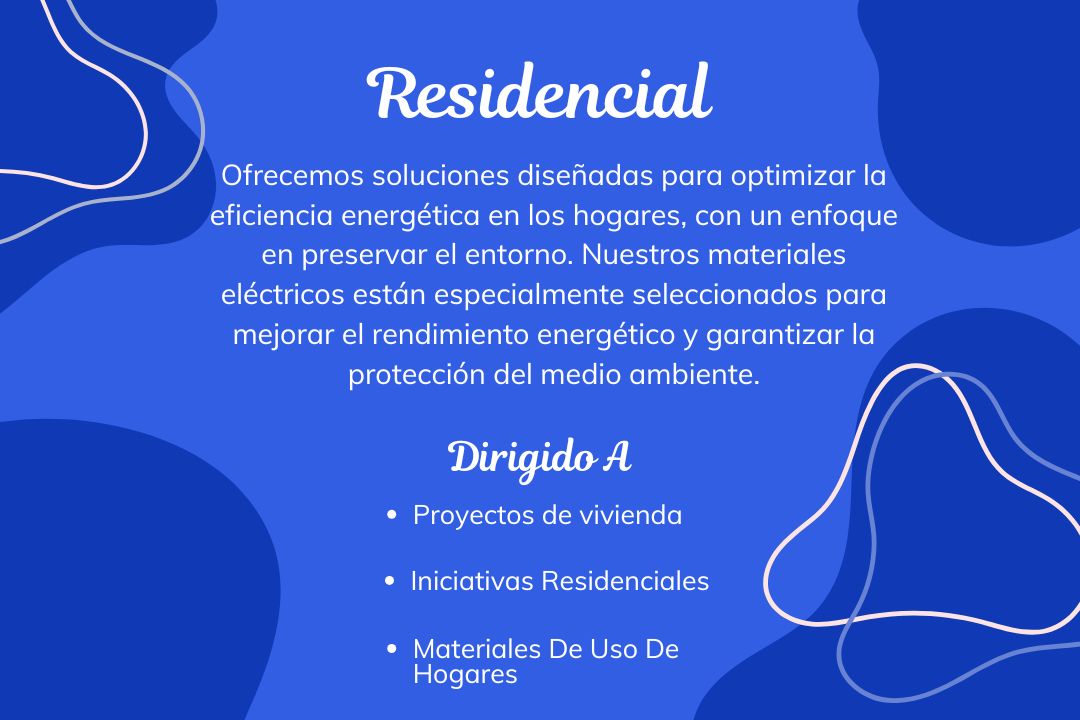 Residencial
Ofrecemos soluciones diseñadas para optimizar la
eficiencia energética en los hogares, con un enfoque
en preservar el entorno. Nuestros materiales
eléctricos están especialmente seleccionados para
mejorar el rendimiento energético y garantizar la
protección del medio ambiente.
Dirigido A
• Proyectos de vivienda
• Iniciativas Residenciales
• Materiales De Uso De
Hogares